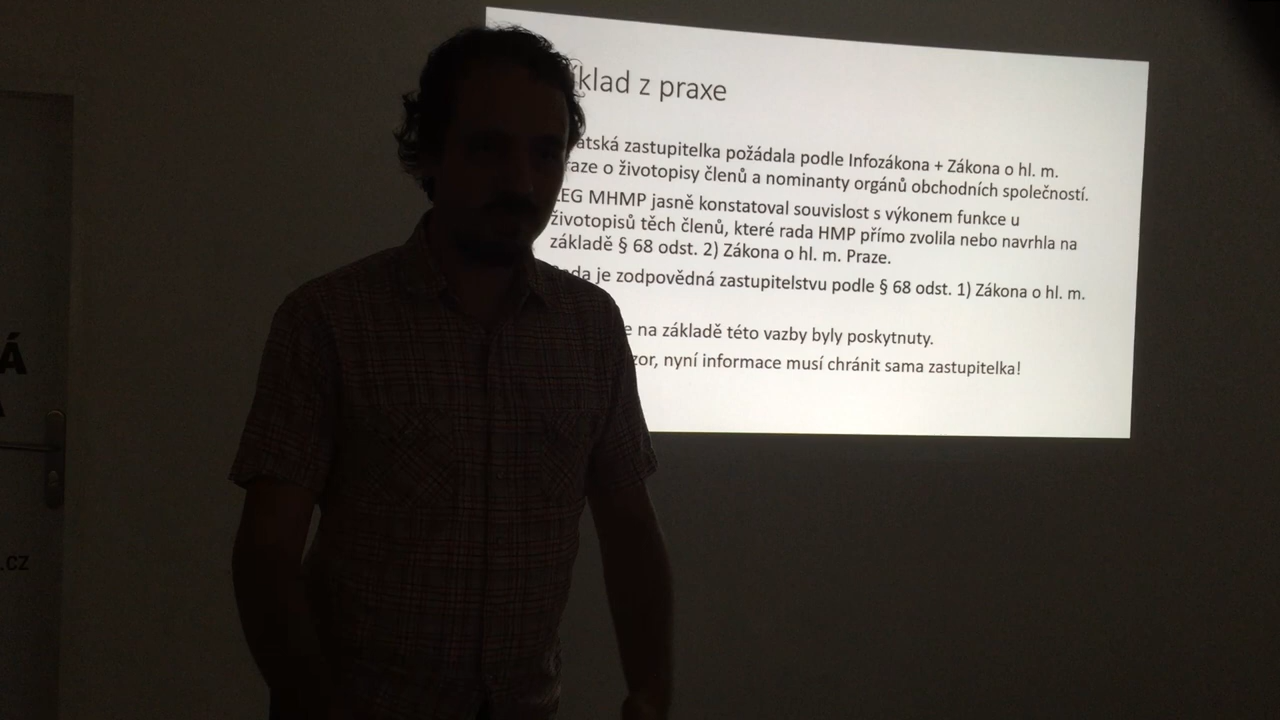 klad z praxe
atská zastupitelka požádala podle Infozákona + Zákona o hl. m.
raze o životopisy členů a nominanty orgánů obchodních společností.
LEG MHMP jasně konstatoval souvislost s výkonem funkce u
životopisů těch členů, které rada HMP přímo zvolila nebo navrhla na
základě § 68 odst. 2) Zákona o hl. m. Praze.
ada je zodpovědná zastupitelstvu podle § 68 odst. 1) Zákona o hl. m.
e na základě této vazby byly poskytnuty.
zor, nyní informace musí chránit sama zastupitelka!
Á
.CZ